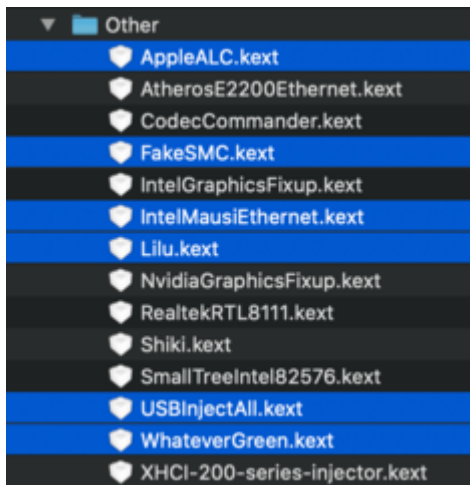 Other
AppleALC.kext
AtherosE2200Ethernet.kext
CodecCommander.kext
FakeSMC.kext
IntelGraphicsFixup.kext
IntelMausiEthernet.kext
Lilu.kext
NvidiaGraphicsFixup.kext
RealtekRTL8111.kext
Shiki.kext
SmallTreeIntel82576.kext
USBInjectAll.kext
WhateverGreen.kext
XHCI-200-series-injector.kext